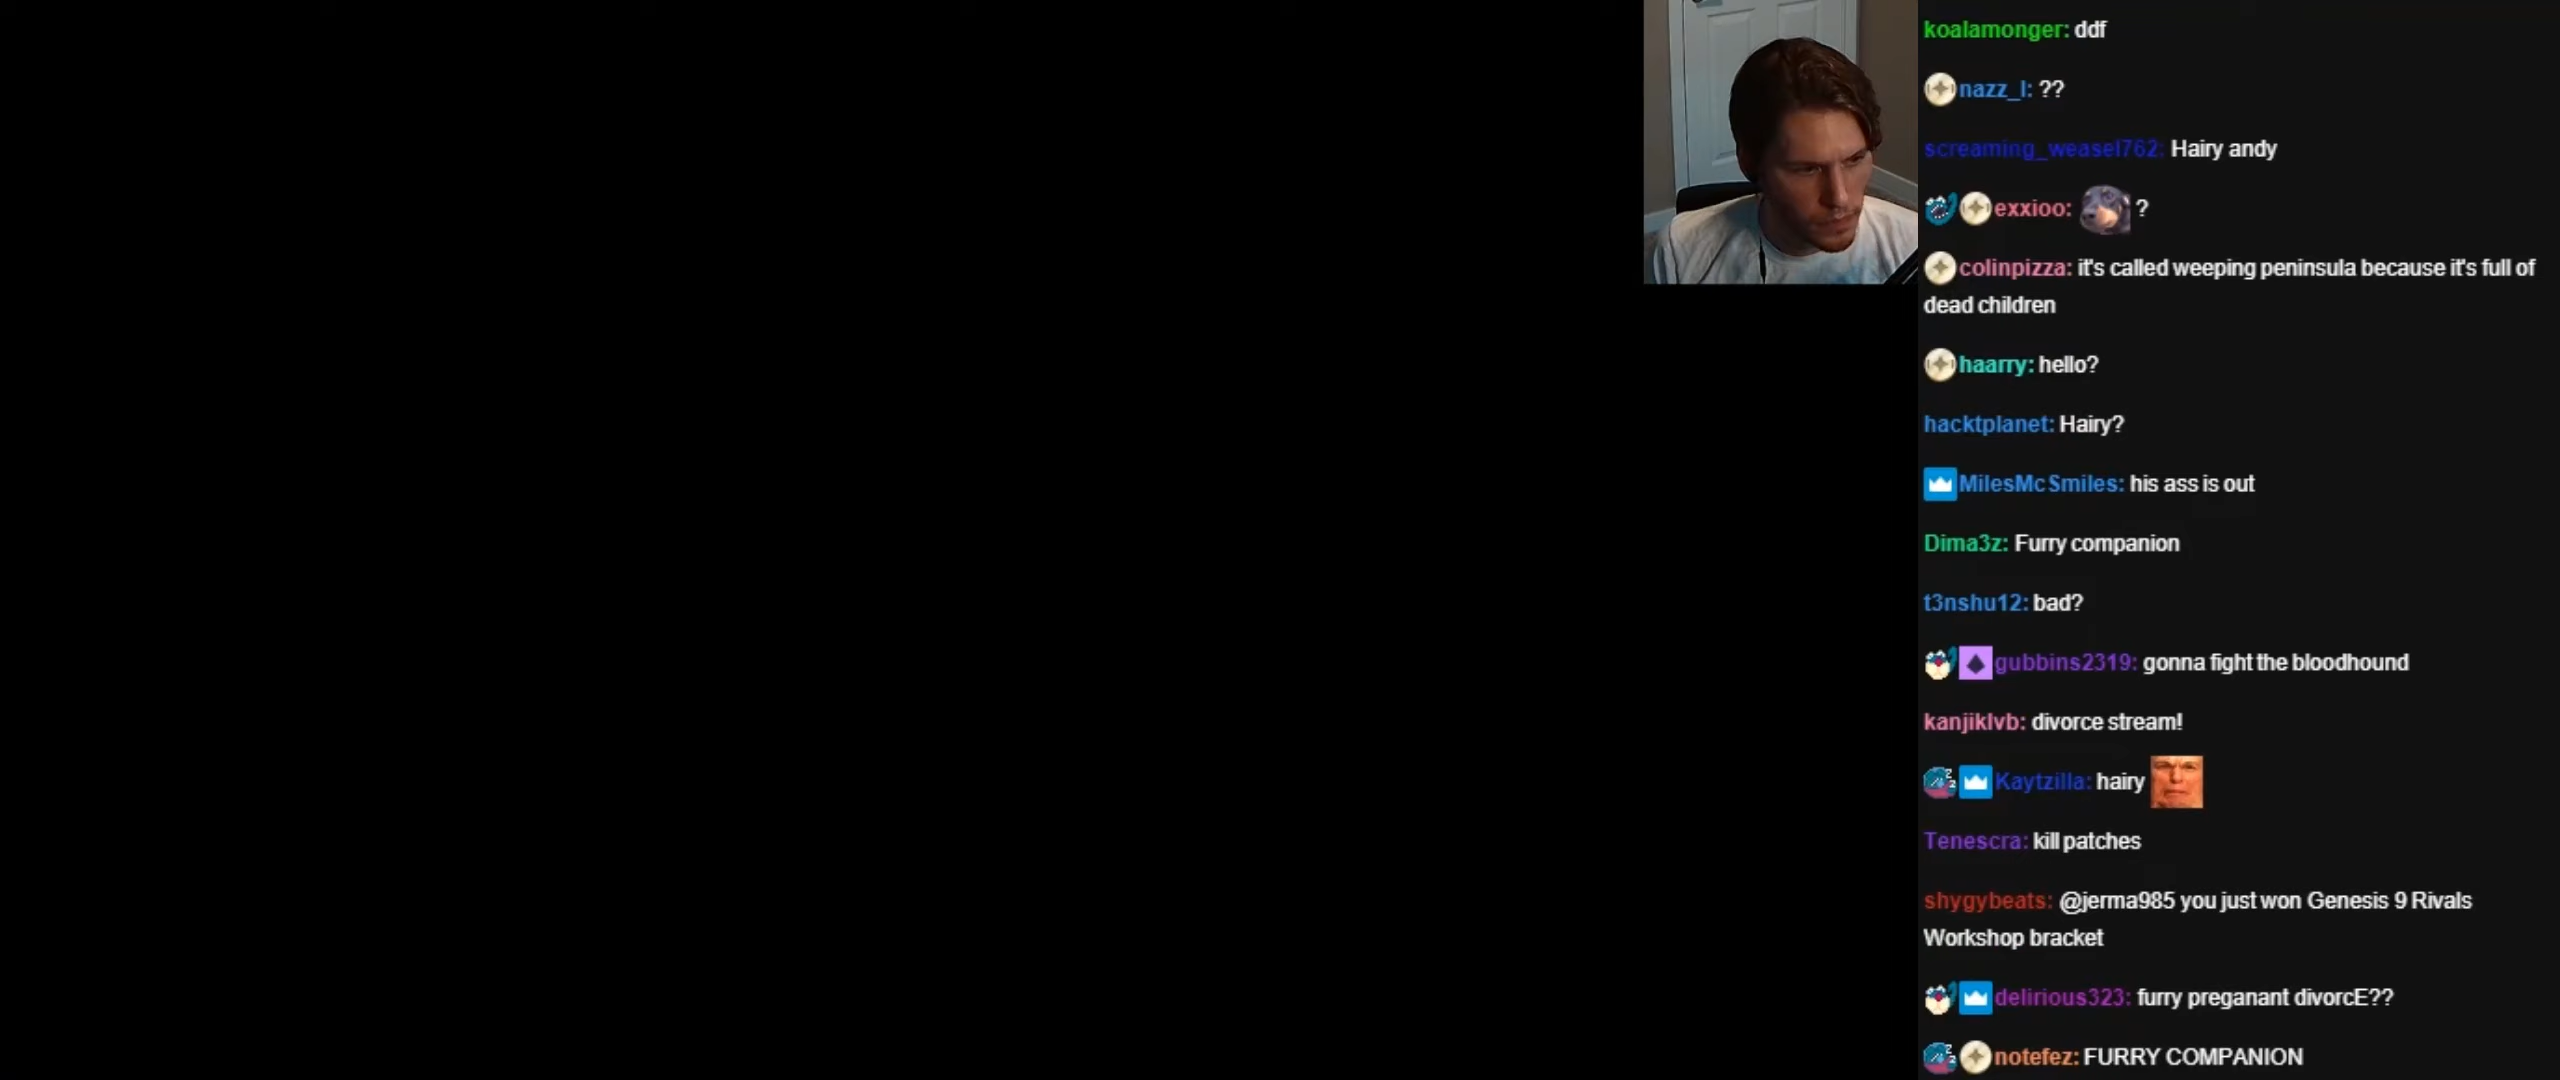 koalamonger: ddf
nazz_l: ??
screaming_weasel762: Hairy andy
exxioo: ?
colinpizza: it's called weeping peninsula because it's full of
dead children
haarry: hello?
hacktplanet: Hairy?
MilesMcSmiles: his ass is out
Dima3z: Furry companion
t3nshu12: bad?
gubbins2319: gonna fight the bloodhound
kanjiklvb: divorce stream!
Kaytzilla: hairy
Tenescra: kill patches
shygybeats: @jerma985 you just won Genesis 9 Rivals
Workshop bracket
delirious323: furry preganant divorcE??
notefez: FURRY COMPANION